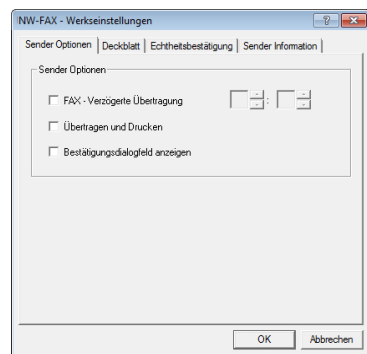 NW-FAX - Werkseinstellungen
Sender Optionen Deckblatt Echtheitsbestätigung Sender Information
Sender Optionen
FAX - Verzögerte Übertragung :
Übertragen und Drucken
Bestätigungsdialogfeld anzeigen
OK Abbrechen